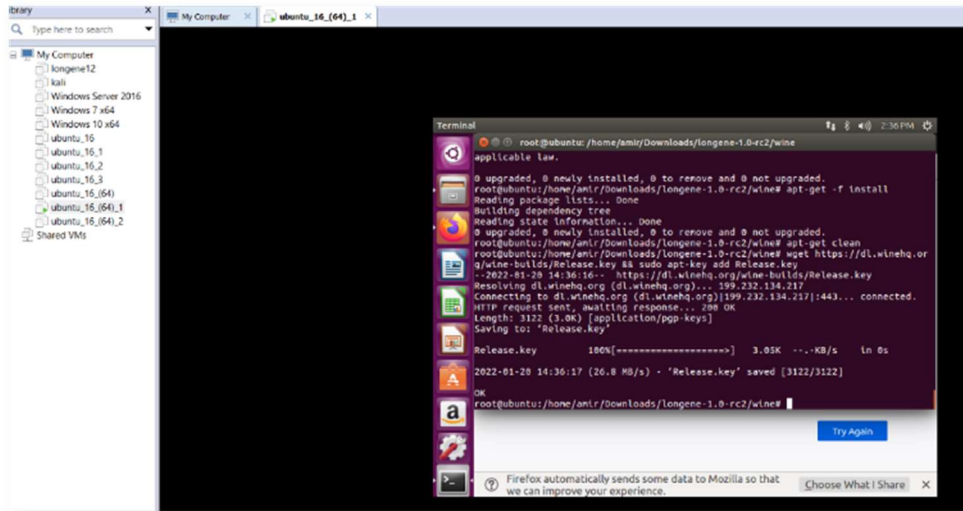 ibrary X
Type here to search
My Computer
longene12
kali
Windows Server 2016
Windows 7 x64
Windows 10 x64
ubuntu_16
ubuntu_16_1
ubuntu_16_2
ubuntu_16_3
ubuntu_16_(64)
ubuntu_16_(64)_1
ubuntu_16_(64)_2
Shared VMs
My Computer ×
ubuntu_16_(64)_1 ×
Terminal 2:36 PM
root@ubuntu: /home/amir/Downloads/longene-1.0-rc2/wine
applicable law.
0 upgraded, 0 newly installed, 0 to remove and 0 not upgraded.
root@ubuntu:/home/amir/Downloads/longene-1.0-rc2/wine# apt-get -f install
Reading package lists... Done
Building dependency tree
Reading state information... Done
0 upgraded, 0 newly installed, 0 to remove and 0 not upgraded.
root@ubuntu:/home/amir/Downloads/longene-1.0-rc2/wine# apt-get clean
root@ubuntu:/home/amir/Downloads/longene-1.0-rc2/wine# wget https://dl.winehq.or
g/wine-builds/Release.key && sudo apt-key add Release.key
--2022-01-20 14:36:16-- https://dl.winehq.org/wine-builds/Release.key
Resolving dl.winehq.org (dl.winehq.org)... 199.232.134.217
Connecting to dl.winehq.org (dl.winehq.org)|199.232.134.217|:443... connected.
HTTP request sent, awaiting response... 200 OK
Length: 3122 (3.0K) [application/pgp-keys]
Saving to: ‘Release.key’
Release.key 100%[===================>] 3.05K --.-KB/s in 0s
2022-01-20 14:36:17 (26.8 MB/s) - ‘Release.key’ saved [3122/3122]
OK
root@ubuntu:/home/amir/Downloads/longene-1.0-rc2/wine#
Try Again
Firefox automatically sends some data to Mozilla so that
we can improve your experience.
Choose What I Share ×